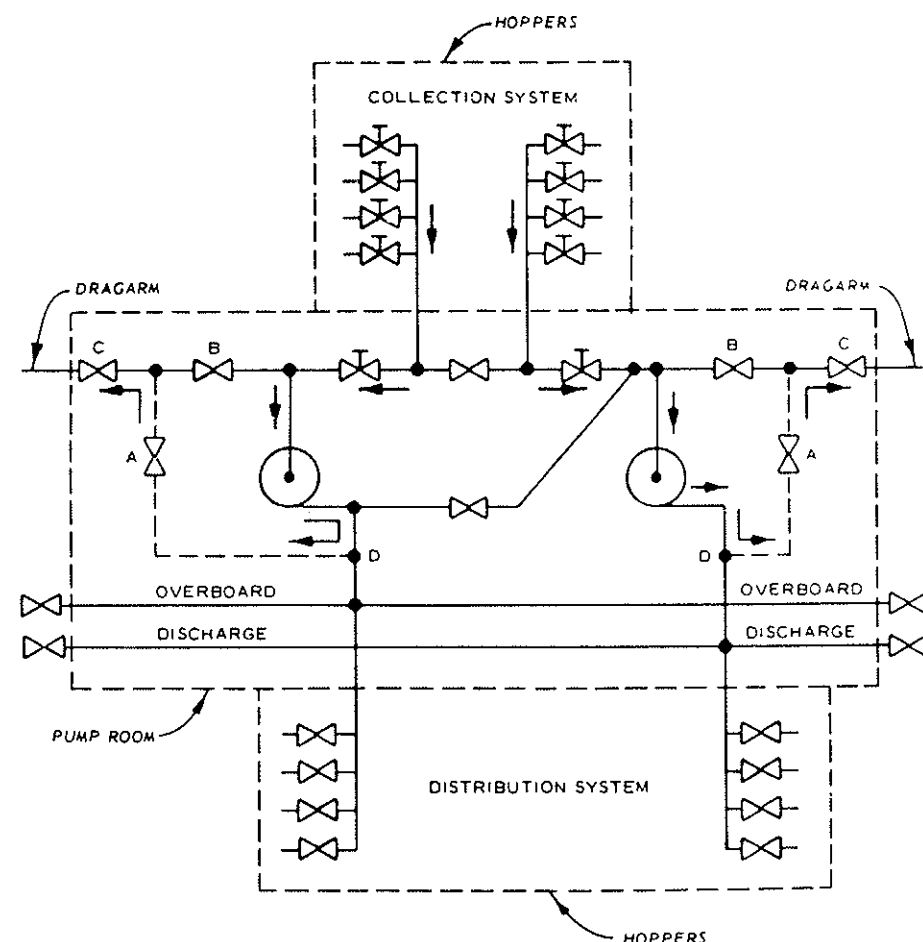 HOPPERS
COLLECTION SYSTEM
DRAGARM
DRAGARM
C
B
B
C
A
A
D
D
OVERBOARD
OVERBOARD
DISCHARGE
DISCHARGE
PUMP ROOM
DISTRIBUTION SYSTEM
HOPPERS